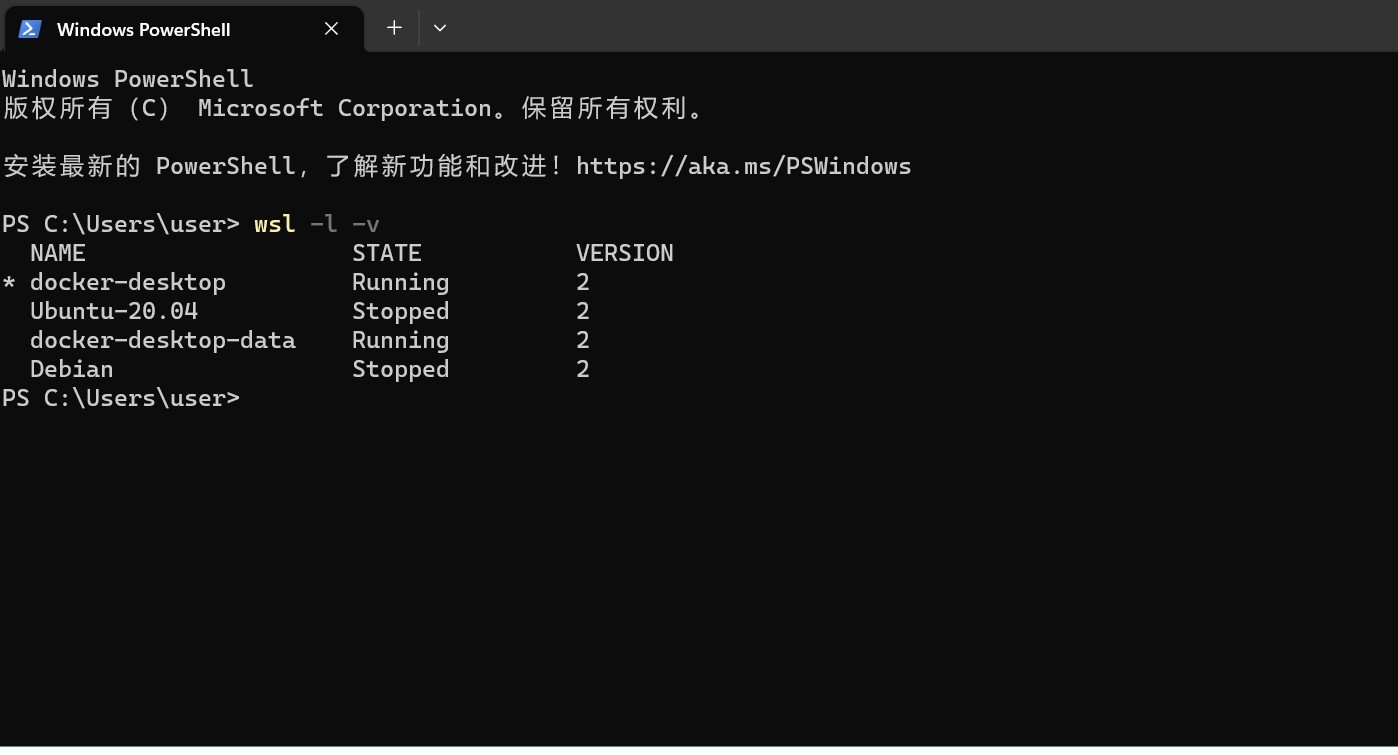 Windows PowerShell
Windows PowerShell
版权所有（C） Microsoft Corporation。保留所有权利。
安装最新的 PowerShell，了解新功能和改进！https://aka.ms/PSWindows
PS C:\Users\user> wsl -l -v
  NAME                   STATE           VERSION
* docker-desktop         Running         2
  Ubuntu-20.04           Stopped         2
  docker-desktop-data    Running         2
  Debian                 Stopped         2
PS C:\Users\user>